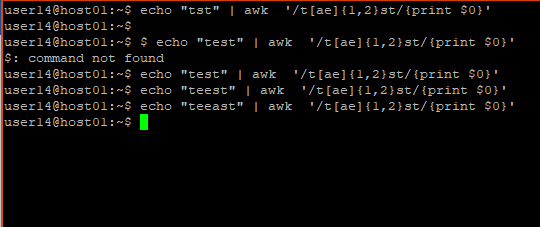 user14@host01:~$ echo "tst" | awk  '/t[ae]{1,2}st/{print $0}'
user14@host01:~$
user14@host01:~$ $ echo "test" | awk  '/t[ae]{1,2}st/{print $0}'
$: command not found
user14@host01:~$ echo "test" | awk  '/t[ae]{1,2}st/{print $0}'
user14@host01:~$ echo "teest" | awk  '/t[ae]{1,2}st/{print $0}'
user14@host01:~$ echo "teeast" | awk  '/t[ae]{1,2}st/{print $0}'
user14@host01:~$